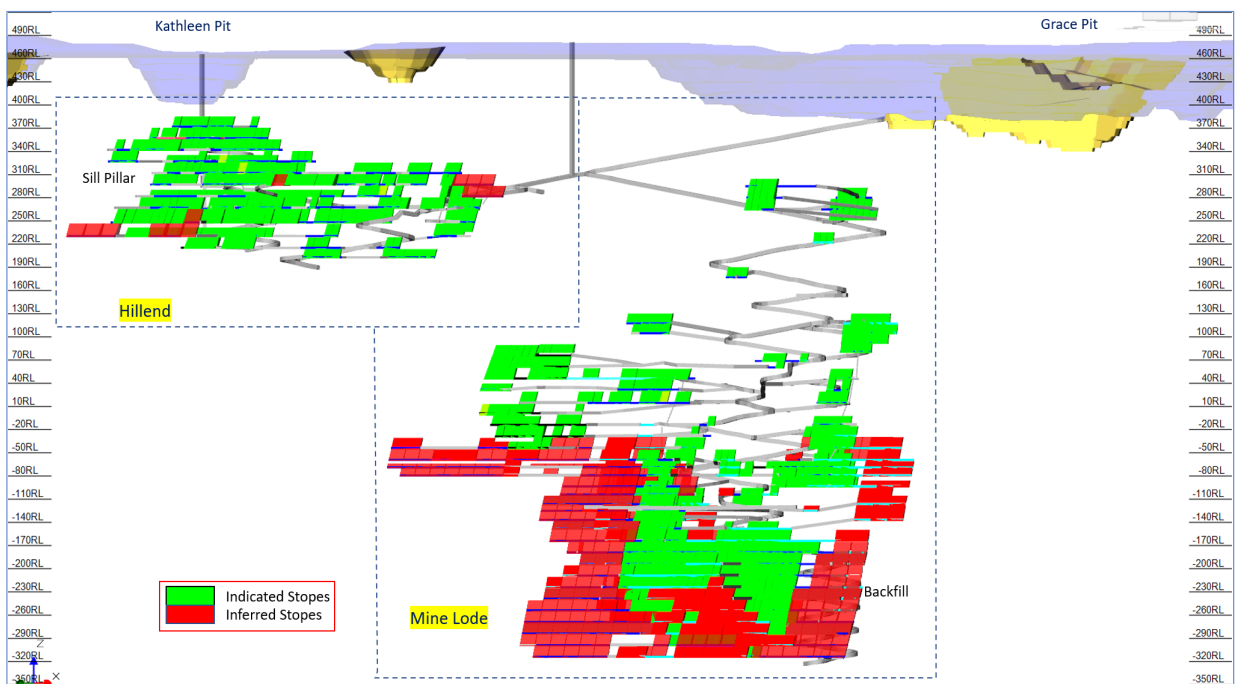 Kathleen Pit
Grace Pit
490RL
460RL
430RL
400RL
370RL
340RL
310RL
280RL
250RL
220RL
190RL
160RL
130RL
100RL
70RL
40RL
10RL
-20RL
-50RL
-80RL
-110RL
-140RL
-170RL
-200RL
-230RL
-260RL
-290RL
-320RL
-350RL
Sill Pillar
Hillend
Indicated Stopes
Inferred Stopes
Mine Lode
Backfill
Z
X
490RL
460RL
430RL
400RL
370RL
340RL
310RL
280RL
250RL
220RL
190RL
160RL
130RL
100RL
70RL
40RL
10RL
-20RL
-50RL
-80RL
-110RL
-140RL
-170RL
-200RL
-230RL
-260RL
-290RL
-320RL
-350RL